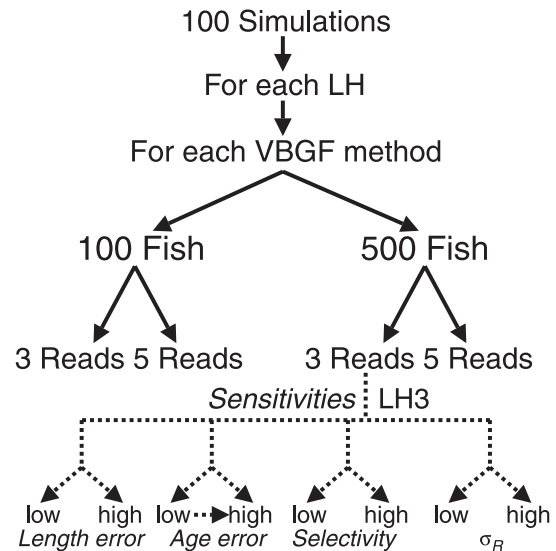 100 Simulations
For each LH
For each VBGF method
100 Fish 500 Fish
3 Reads 5 Reads 3 Reads 5 Reads
Sensitivities LH3
low high low high low high low high
Length error Age error Selectivity σR